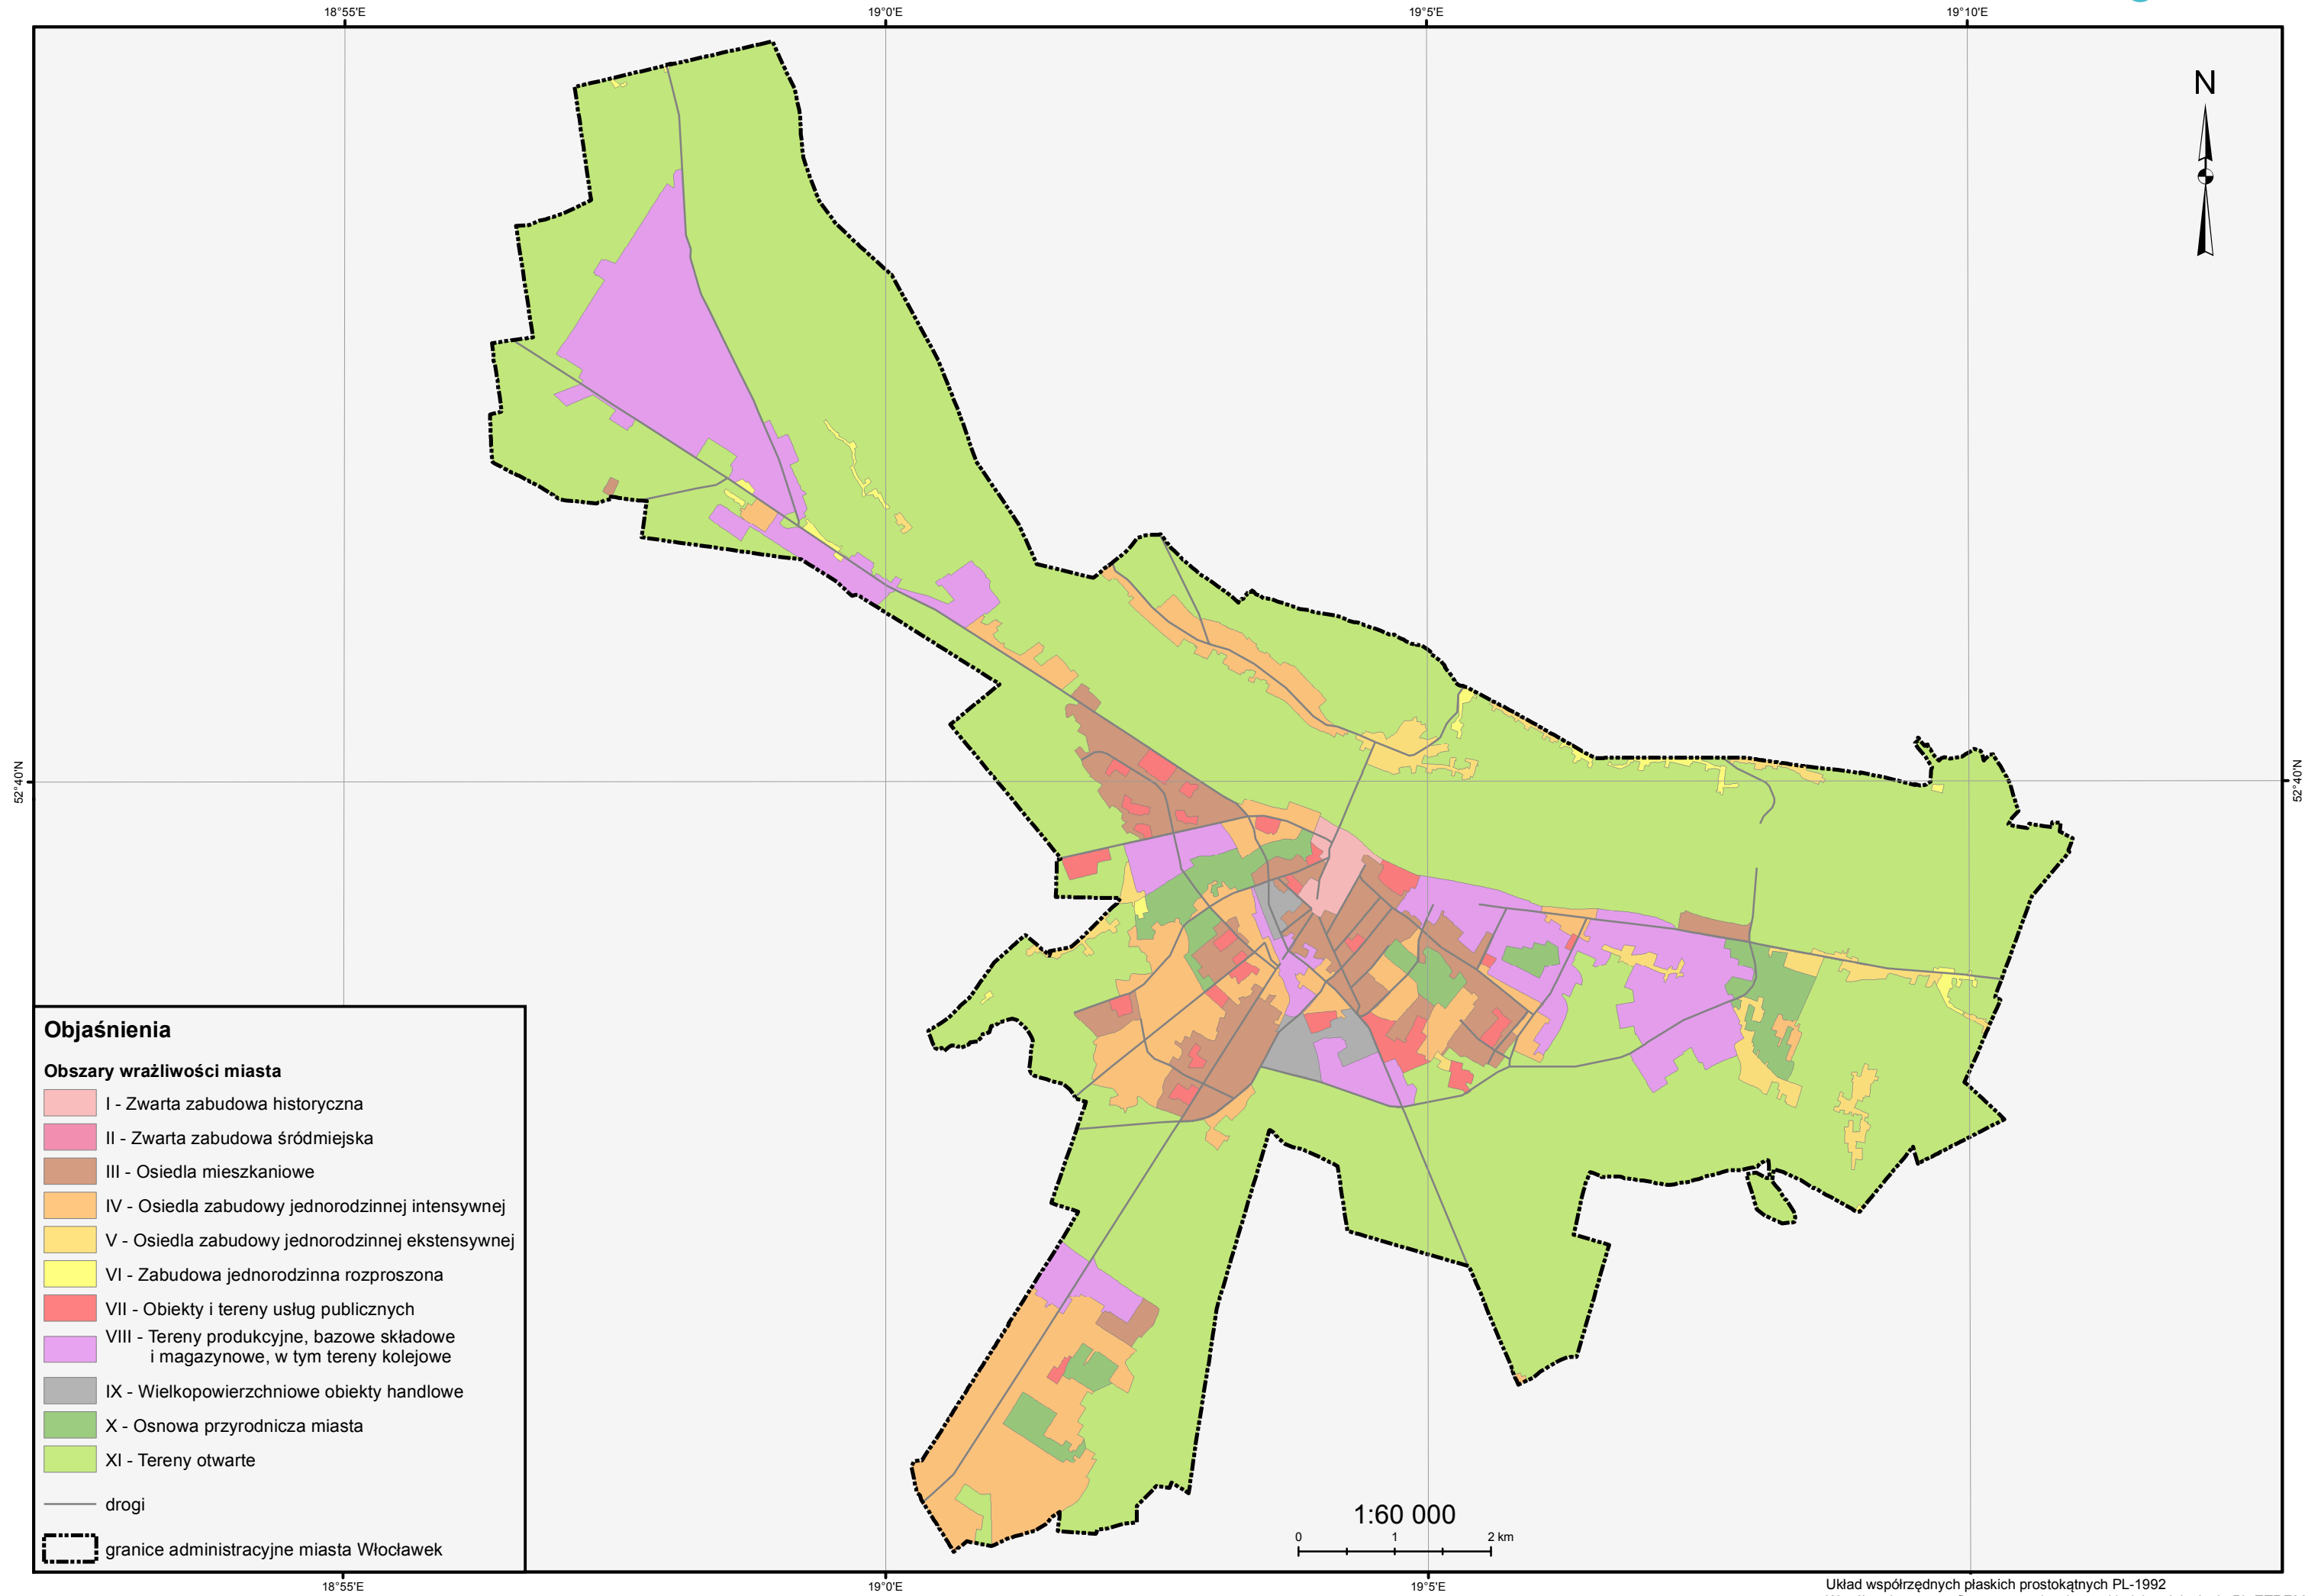 18°55'E
19°0'E
19°5'E
19°10'E
N
52°40'N
52°40'N
Objaśnienia
Obszary wrażliwości miasta
I - Zwarta zabudowa historyczna
II - Zwarta zabudowa śródmiejska
III - Osiedla mieszkaniowe
IV - Osiedla zabudowy jednorodzinnej intensywnej
V - Osiedla zabudowy jednorodzinnej ekstensywnej
VI - Zabudowa jednorodzinna rozproszona
VII - Obiekty i tereny usług publicznych
VIII - Tereny produkcyjne, bazowe składowe
i magazynowe, w tym tereny kolejowe
IX - Wielkopowierzchniowe obiekty handlowe
X - Osnowa przyrodnicza miasta
XI - Tereny otwarte
drogi
granice administracyjne miasta Włocławek
1:60 000
0 1 2 km
18°55'E
19°0'E
19°5'E
Układ współrzędnych płaskich prostokątnych PL-1992